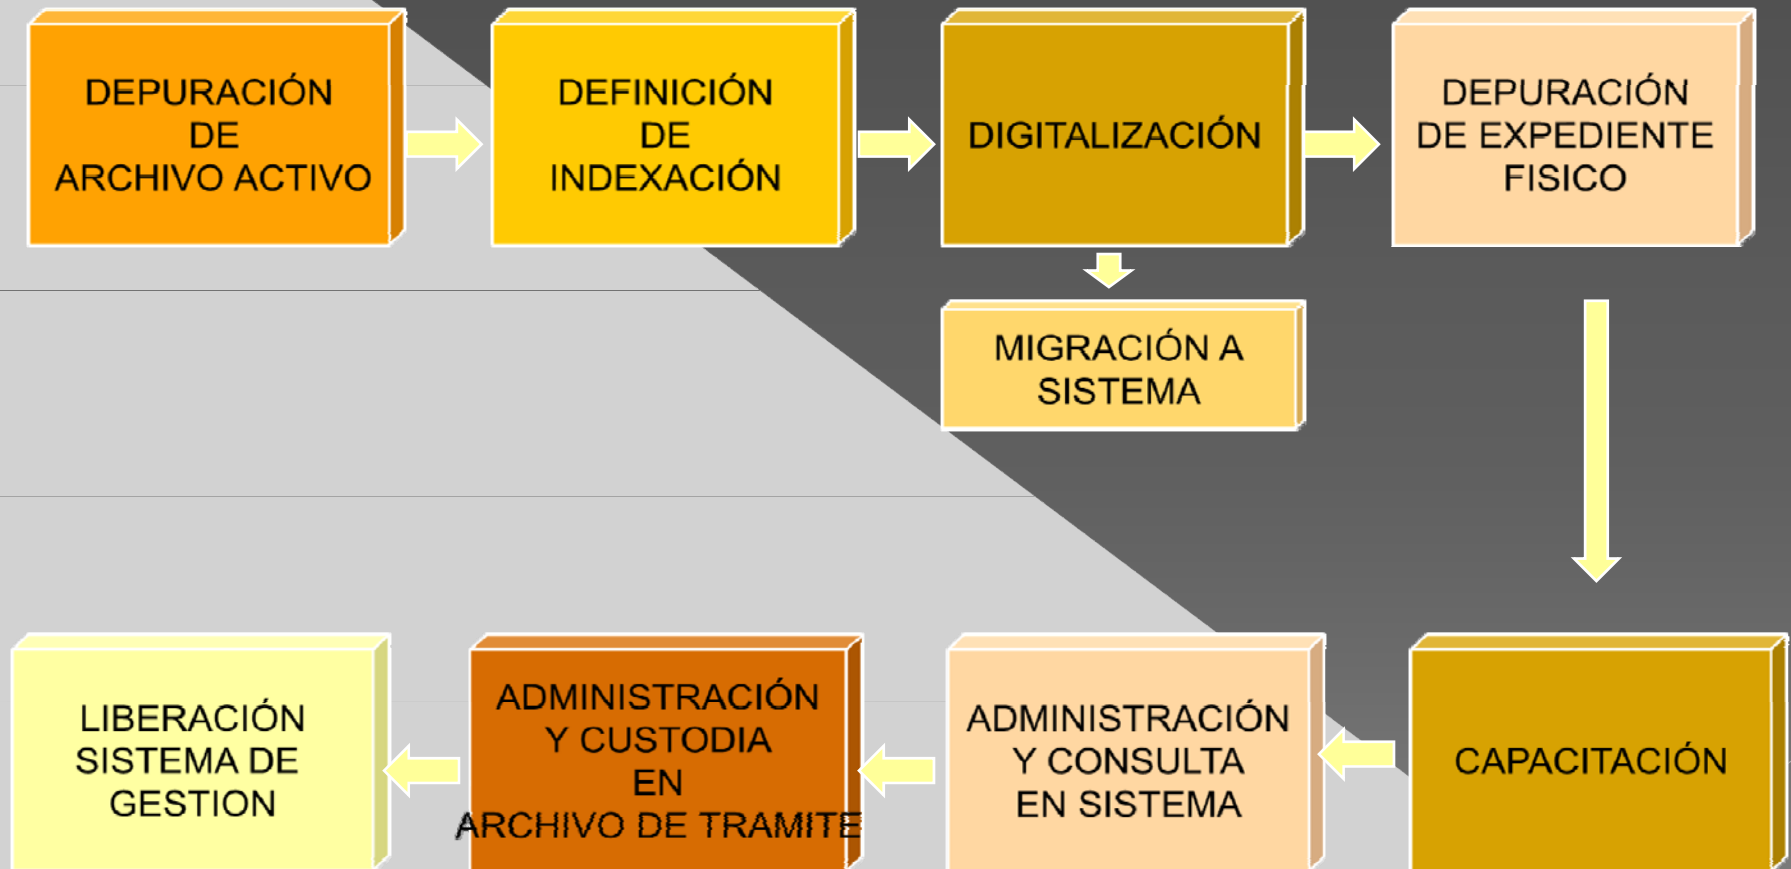 DEPURACIÓN
DE
ARCHIVO ACTIVO
DEFINICIÓN
DE
INDEXACIÓN
DIGITALIZACIÓN
DEPURACIÓN
DE EXPEDIENTE
FISICO
MIGRACIÓN A
SISTEMA
LIBERACIÓN
SISTEMA DE
GESTION
ADMINISTRACIÓN
Y CUSTODIA
EN
ARCHIVO DE TRAMITE
ADMINISTRACIÓN
Y CONSULTA
EN SISTEMA
CAPACITACIÓN